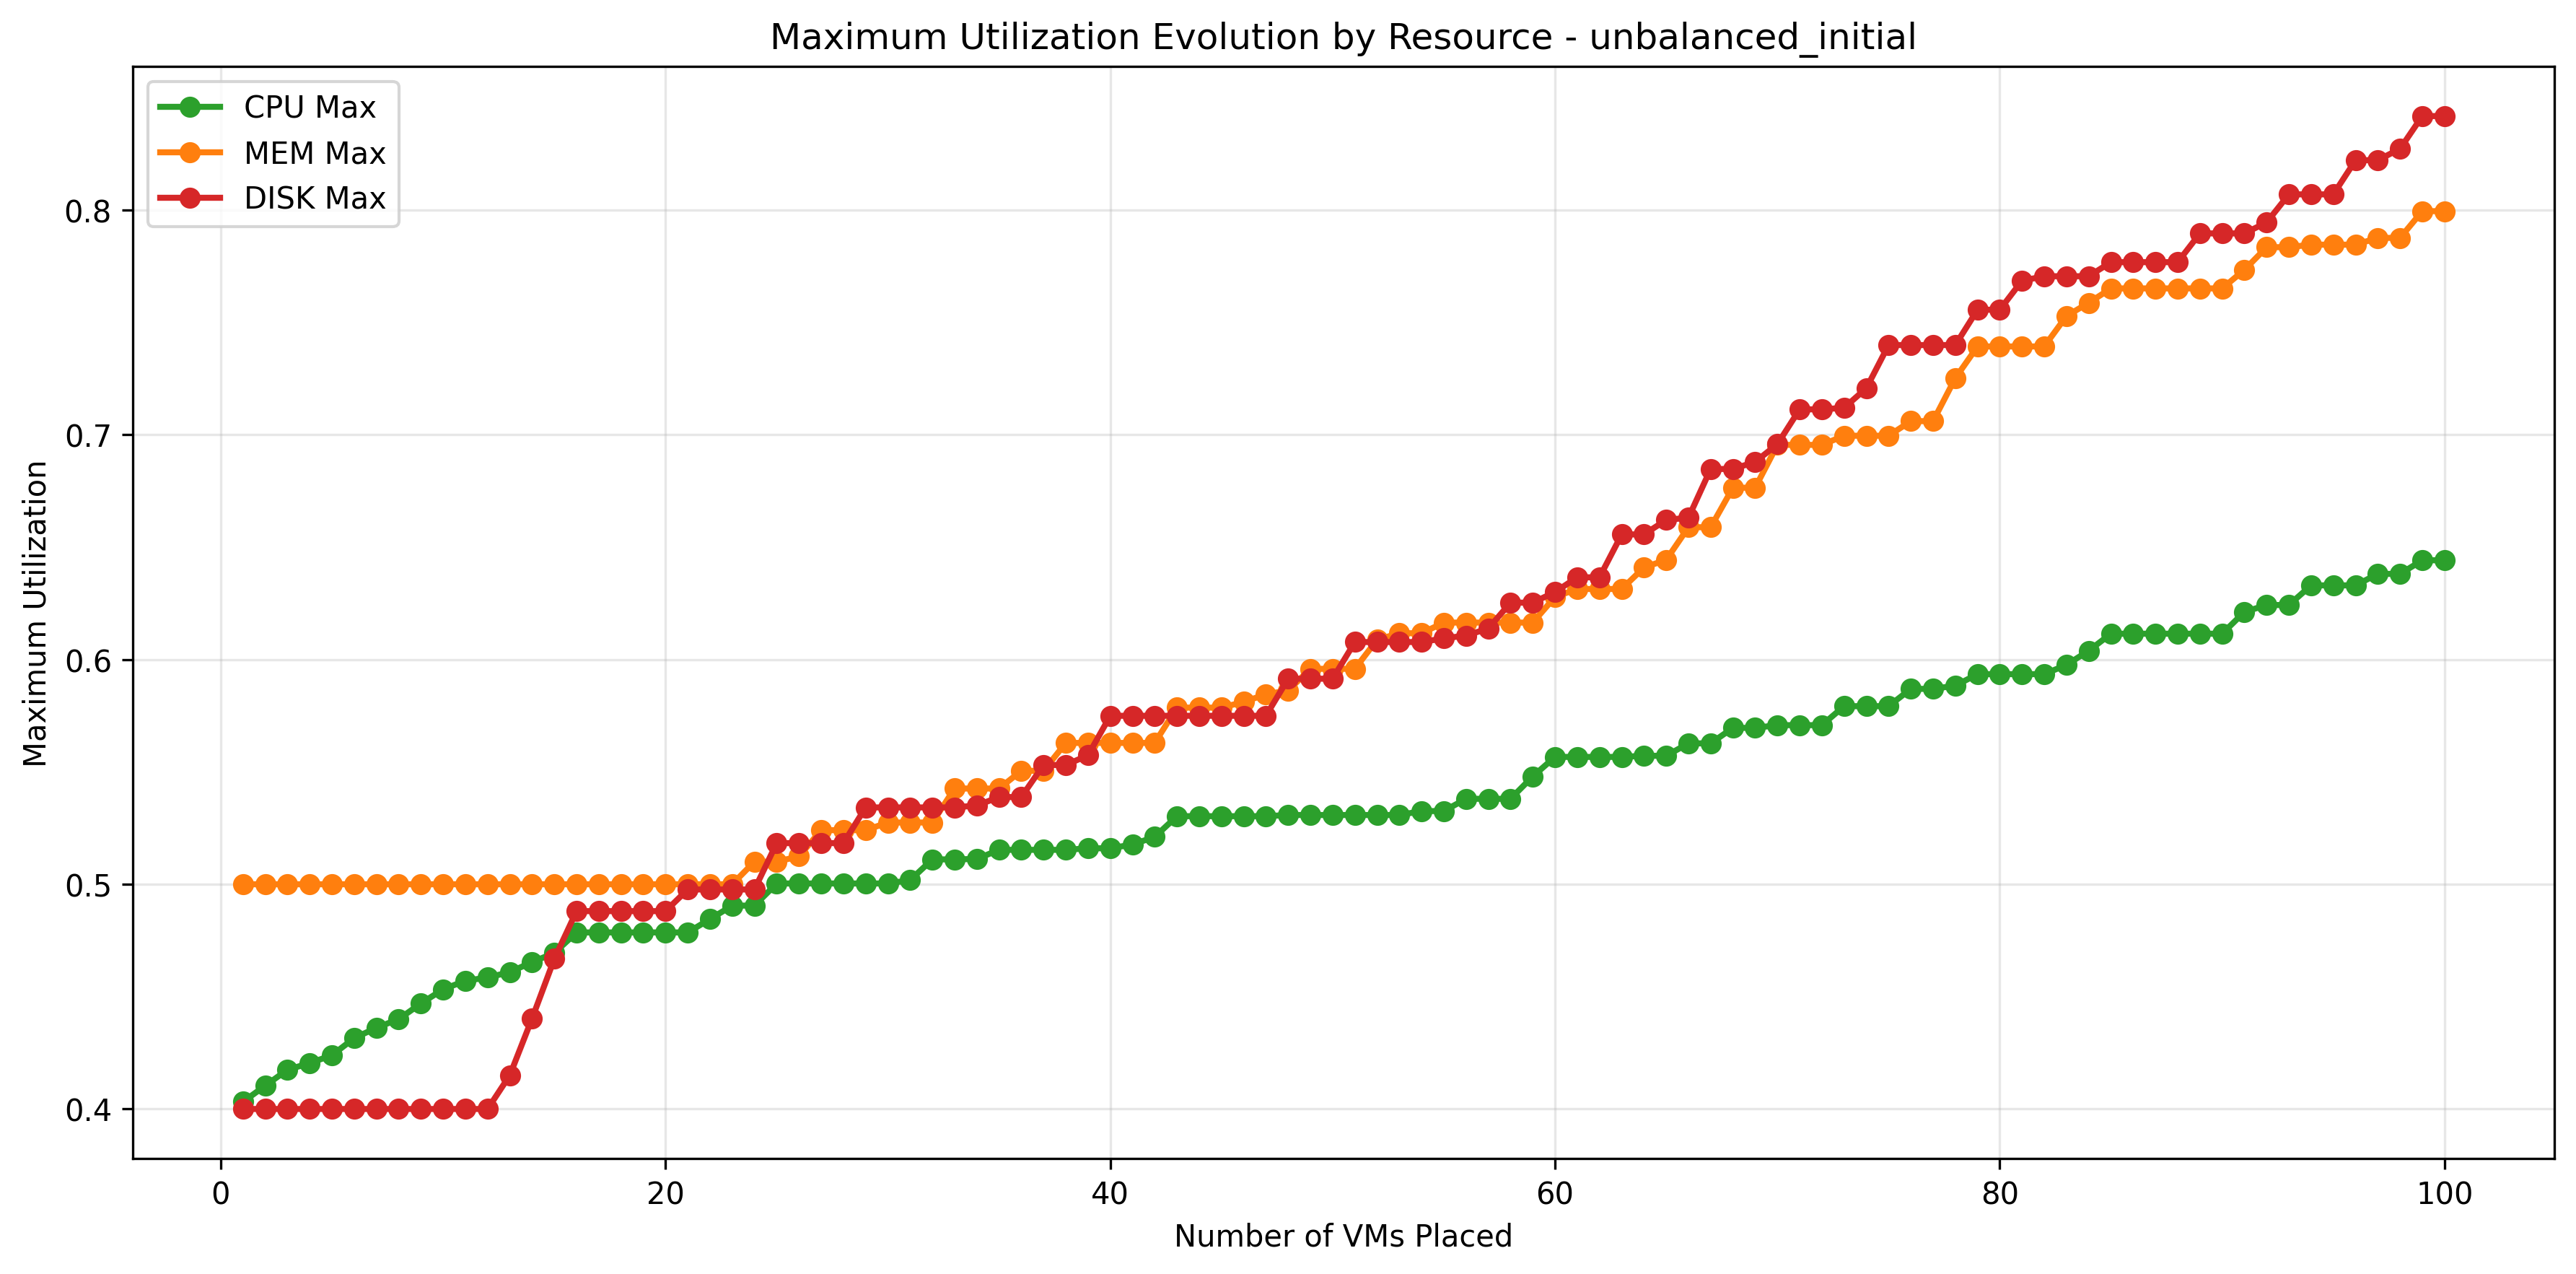 Maximum Utilization Evolution by Resource - unbalanced_initial
CPU Max
MEM Max
DISK Max
0.8
0.7
0.6
0.5
0.4
Maximum Utilization
0 20 40 60 80 100
Number of VMs Placed